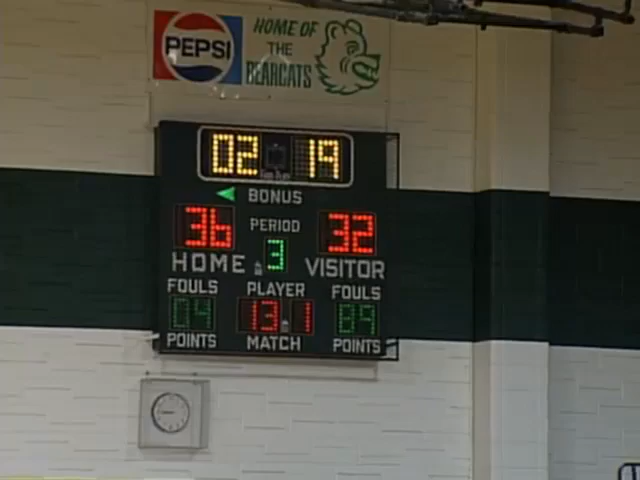 PEPSI
HOME OF
THE
BEARCATS
02 19
BONUS
36 PERIOD 32
HOME 3 VISITOR
FOULS PLAYER FOULS
04 13 1 89
POINTS MATCH POINTS